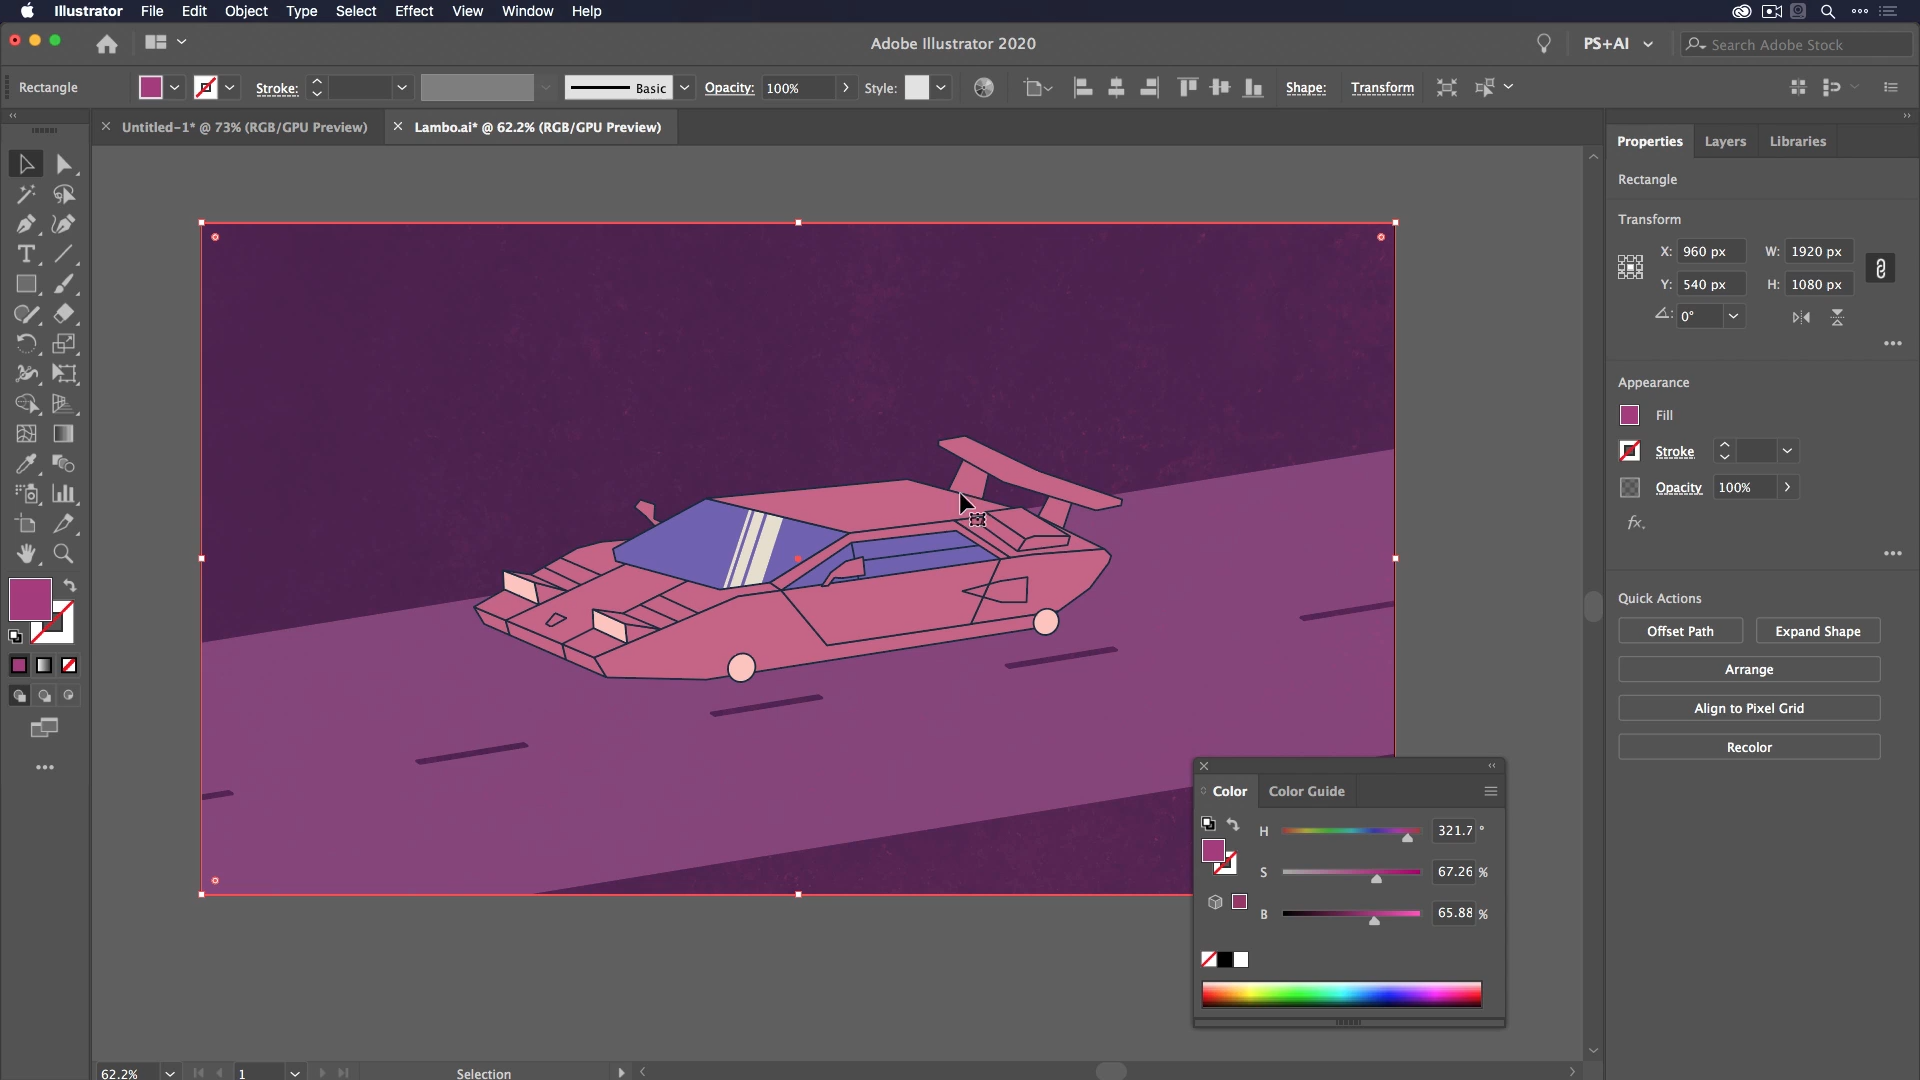 Illustrator File Edit Object Type Select Effect View Window Help
Adobe Illustrator 2020
PS+AI
Search Adobe Stock
Rectangle
Stroke:
Basic
Opacity: 100%
Style:
Shape:
Transform
Untitled-1* @ 73% (RGB/GPU Preview)
Lambo.ai* @ 62.2% (RGB/GPU Preview)
Properties Layers Libraries
Rectangle
Transform
X: 960 px W: 1920 px
Y: 540 px H: 1080 px
0°
Appearance
Fill
Stroke
Opacity 100%
fx.
Quick Actions
Offset Path Expand Shape
Arrange
Align to Pixel Grid
Recolor
Color Color Guide
H 321.7 °
S 67.26 %
B 65.88 %
62.2% 1 Selection